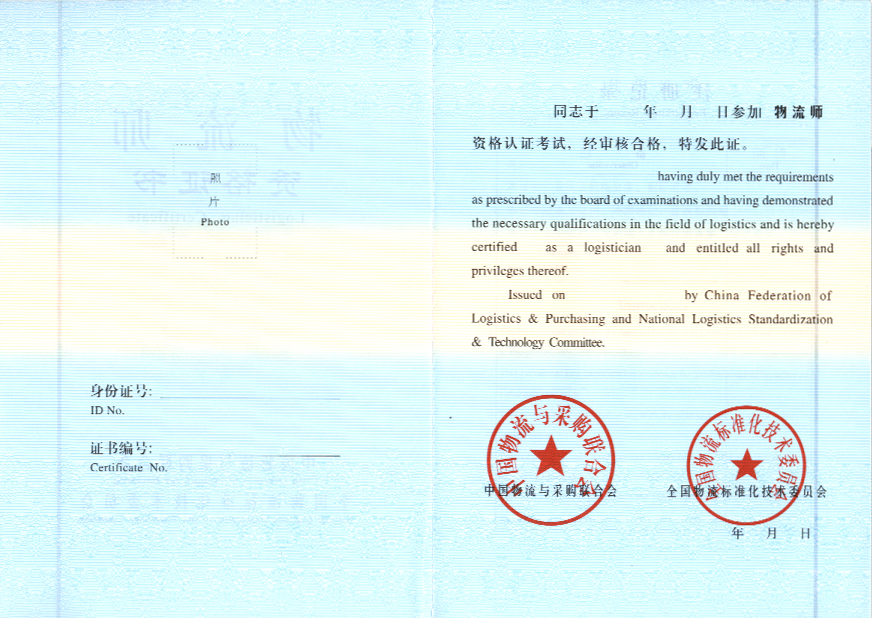 照
片
Photo
身份证号:
ID No.
证书编号:
Certificate No.
同志于 年 月 日参加 物流师
资格认证考试，经审核合格，特发此证。
having duly met the requirements
as prescribed by the board of examinations and having demonstrated
the necessary qualifications in the field of logistics and is hereby
certified as a logistician and entitled all rights and
privileges thereof.
Issued on by China Federation of
Logistics & Purchasing and National Logistics Standardization
& Technology Committee.
中国物流与采购联合会
中国物流与采购联合会
全国物流标准化技术委员会
全国物流标准化技术委员会
年 月 日
物 流 师
资格证书